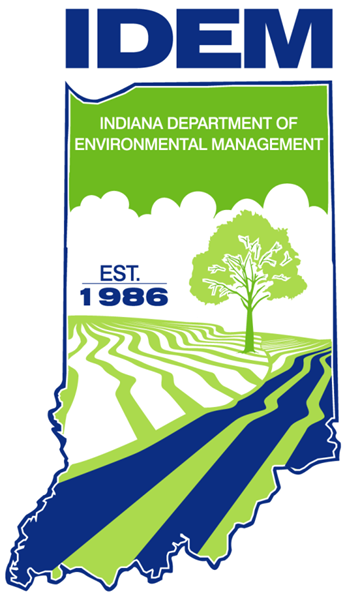 IDEM
INDIANA DEPARTMENT OF
ENVIRONMENTAL MANAGEMENT
EST.
1986